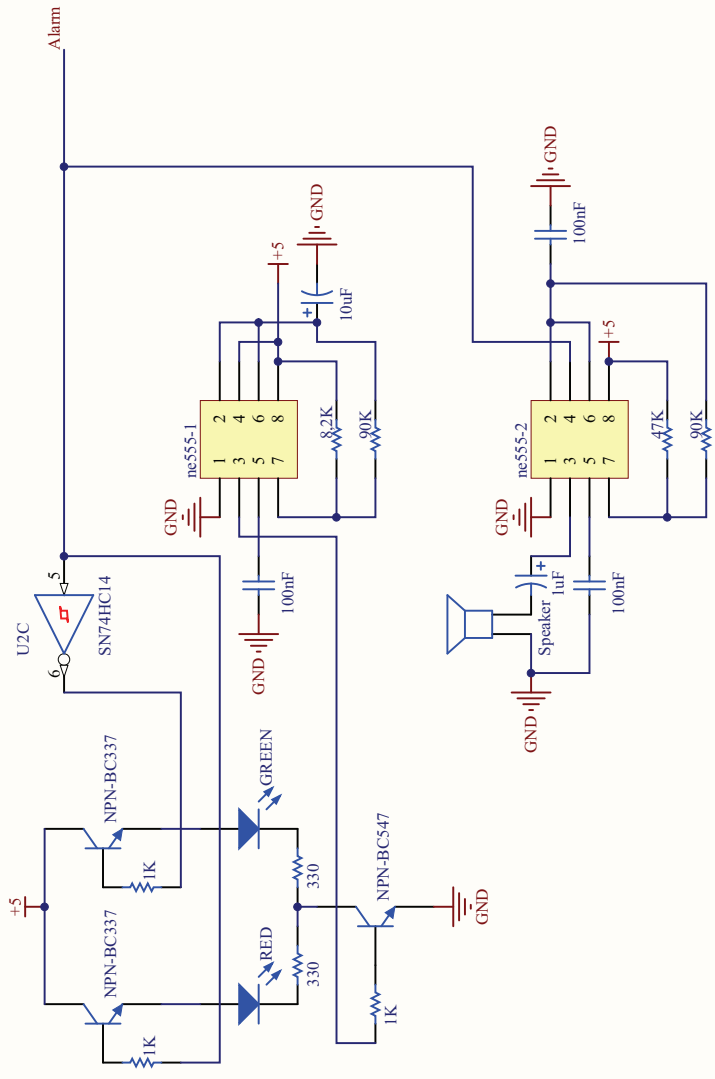 Alarm
GND
100nF
GND
+5
10uF
+5
ne555-1
2
4
6
8
1
3
5
7
8,2K
90K
ne555-2
2
4
6
8
1
3
5
7
47K
90K
GND
GND
5
U2C
SN74HC14
6
100nF
GND
1uF
Speaker
100nF
GND
NPN-BC337
GREEN
1K
330
+5
NPN-BC547
GND
NPN-BC337
RED
330
1K
1K